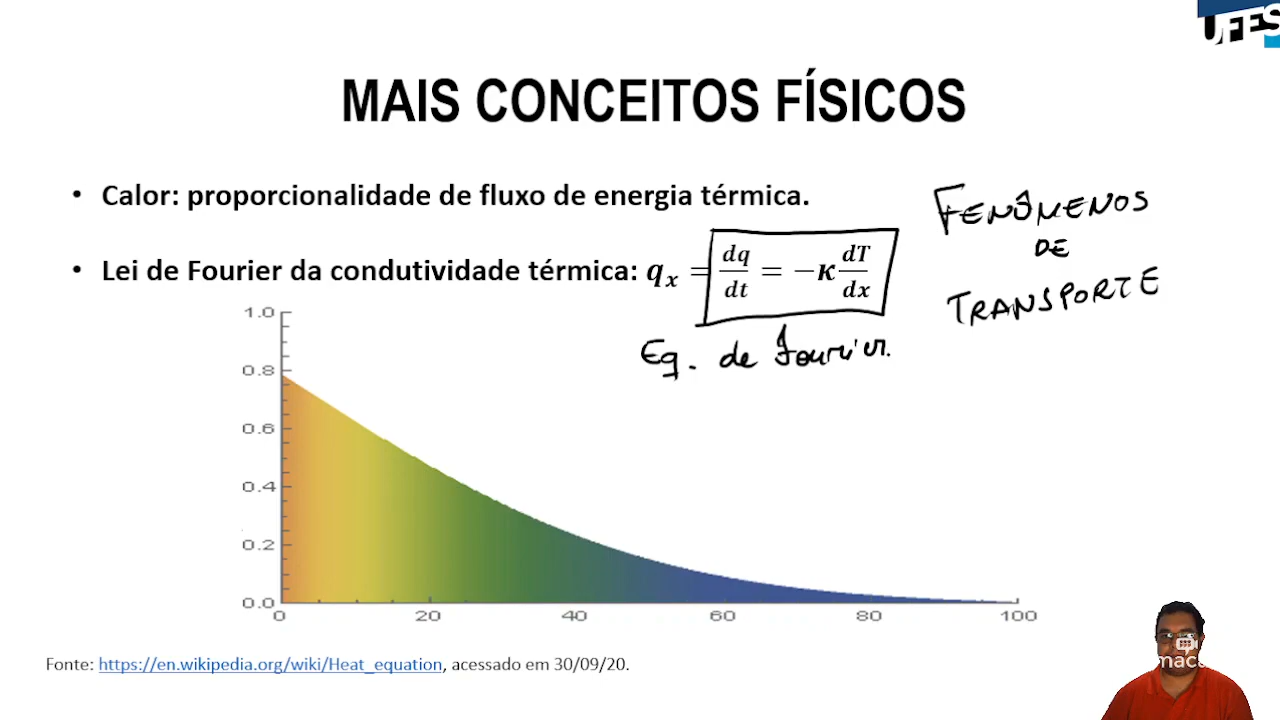 UFES
MAIS CONCEITOS FÍSICOS
• Calor: proporcionalidade de fluxo de energia térmica.
• Lei de Fourier da condutividade térmica: qₓ = dq/dt = −κ dT/dx
FENÔMENOS
DE
TRANSPORTE
Eq. de Fourier.
1.0
0.8
0.6
0.4
0.2
0.0
0 20 40 60 80 100
Fonte: https://en.wikipedia.org/wiki/Heat_equation, acessado em 30/09/20.